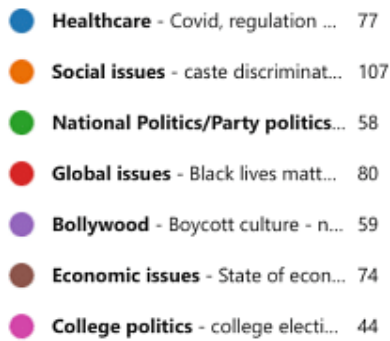 Healthcare - Covid, regulation ... 77
Social issues - caste discriminat... 107
National Politics/Party politics... 58
Global issues - Black lives matt... 80
Bollywood - Boycott culture - n... 59
Economic issues - State of econ... 74
College politics - college electi... 44